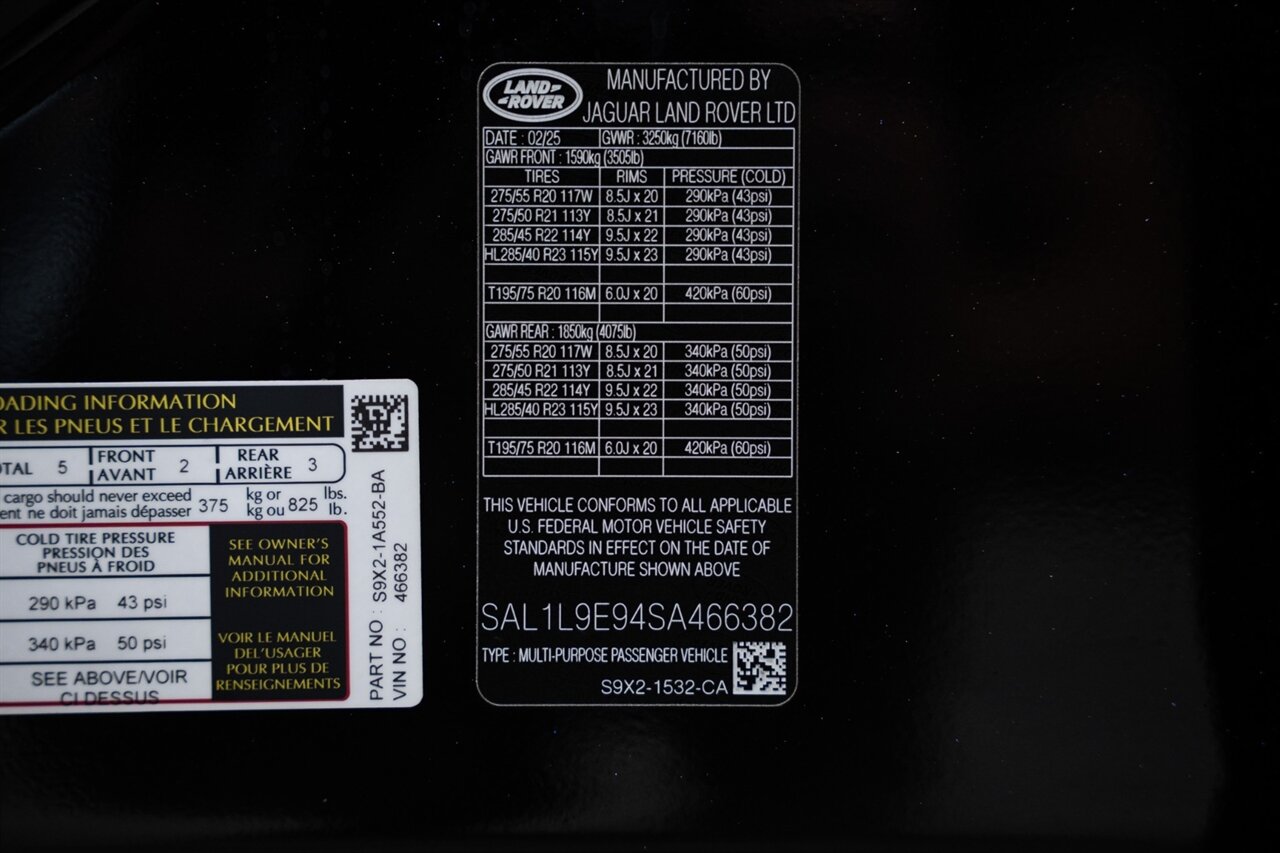 LAND-
-ROVER
MANUFACTURED BY
JAGUAR LAND ROVER LTD
DATE : 02/25 GVWR : 3250kg (7160lb)
GAWR FRONT : 1590kg (3505lb)
TIRES RIMS PRESSURE (COLD)
275/55 R20 117W 8.5J x 20 290kPa (43psi)
275/50 R21 113Y 8.5J x 21 290kPa (43psi)
285/45 R22 114Y 9.5J x 22 290kPa (43psi)
HL285/40 R23 115Y 9.5J x 23 290kPa (43psi)
T195/75 R20 116M 6.0J x 20 420kPa (60psi)
GAWR REAR : 1850kg (4075lb)
275/55 R20 117W 8.5J x 20 340kPa (50psi)
275/50 R21 113Y 8.5J x 21 340kPa (50psi)
285/45 R22 114Y 9.5J x 22 340kPa (50psi)
HL285/40 R23 115Y 9.5J x 23 340kPa (50psi)
T195/75 R20 116M 6.0J x 20 420kPa (60psi)
THIS VEHICLE CONFORMS TO ALL APPLICABLE
U.S. FEDERAL MOTOR VEHICLE SAFETY
STANDARDS IN EFFECT ON THE DATE OF
MANUFACTURE SHOWN ABOVE
SAL1L9E94SA466382
TYPE : MULTI-PURPOSE PASSENGER VEHICLE
S9X2-1532-CA
OADING INFORMATION
R LES PNEUS ET LE CHARGEMENT
OTAL 5 FRONT AVANT 2 REAR ARRIÈRE 3
cargo should never exceed 375 kg or 825 lbs.
ent ne doit jamais dépasser kg ou lb.
COLD TIRE PRESSURE
PRESSION DES
PNEUS À FROID
290 kPa 43 psi
340 kPa 50 psi
SEE ABOVE/VOIR
CI DESSUS
SEE OWNER'S
MANUAL FOR
ADDITIONAL
INFORMATION
VOIR LE MANUEL
DEL'USAGER
POUR PLUS DE
RENSEIGNEMENTS
PART NO : S9X2-1A552-BA
VIN NO : 466382